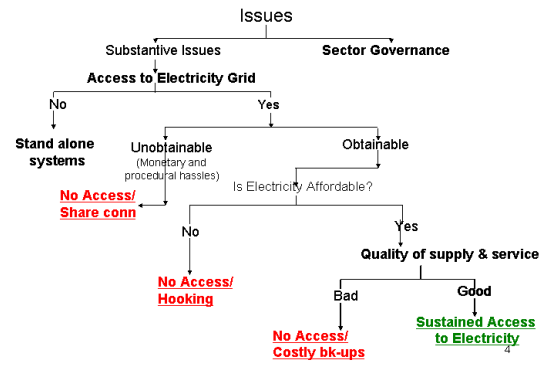 Issues
Substantive Issues
Sector Governance
Access to Electricity Grid
No
Yes
Stand alone
systems
Unobtainable
(Monetary and
procedural hassles)
Obtainable
No Access/
Share conn
Is Electricity Affordable?
No
Yes
Quality of supply & service
No Access/
Hooking
Bad
Good
No Access/
Costly bk-ups
Sustained Access
to Electricity
4